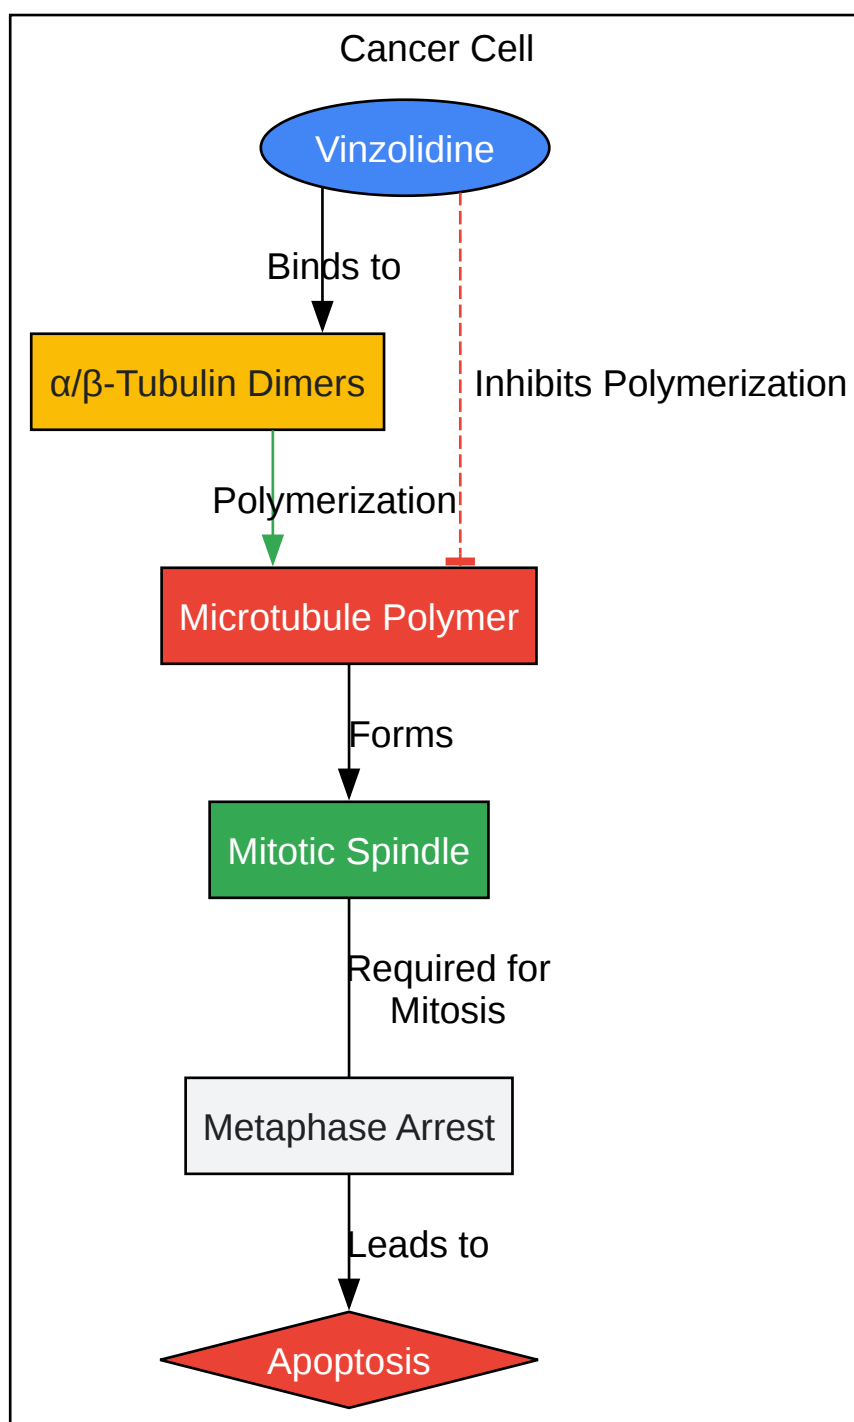 Cancer Cell
Vinzolidine
Binds to
α/β-Tubulin Dimers
Inhibits Polymerization
Polymerization
Microtubule Polymer
Forms
Mitotic Spindle
Required for
Mitosis
Metaphase Arrest
Leads to
Apoptosis